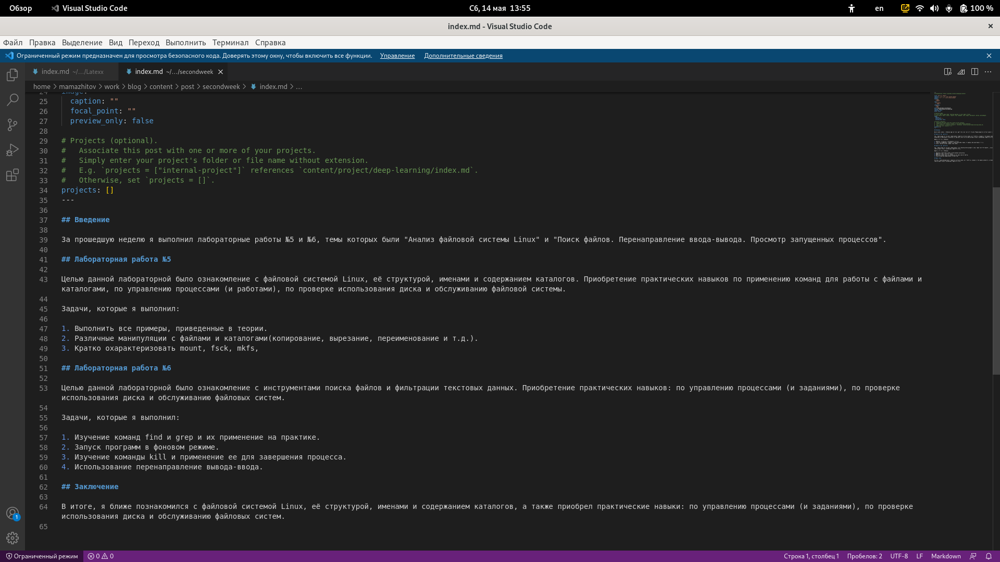 Обзор
Visual Studio Code
Сб, 14 мая 13:55
en
100 %
index.md - Visual Studio Code
Файл Правка Выделение Вид Переход Выполнить Терминал Справка
Ограниченный режим предназначен для просмотра безопасного кода. Доверять этому окну, чтобы включить все функции. Управление Дополнительные сведения
index.md ~/.../Latexx
index.md ~/.../secondweek
home > mamazhitov > work > blog > content > post > secondweek > index.md > ...
24 image:
25 caption: ""
26 focal_point: ""
27 preview_only: false
28
29 # Projects (optional).
30 #   Associate this post with one or more of your projects.
31 #   Simply enter your project's folder or file name without extension.
32 #   E.g. `projects = ["internal-project"]` references `content/project/deep-learning/index.md`.
33 #   Otherwise, set `projects = []`.
34 projects: []
35 ---
36
37 ## Введение
38
39 За прошедшую неделю я выполнил лабораторные работы №5 и №6, темы которых были "Анализ файловой системы Linux" и "Поиск файлов. Перенаправление ввода-вывода. Просмотр запущенных процессов".
40
41 ## Лабораторная работа №5
42
43 Целью данной лабораторной было ознакомление с файловой системой Linux, её структурой, именами и содержанием каталогов. Приобретение практических навыков по применению команд для работы с файлами и
каталогами, по управлению процессами (и работами), по проверке использования диска и обслуживанию файловой системы.
44
45 Задачи, которые я выполнил:
46
47 1. Выполнить все примеры, приведенные в теории.
48 2. Различные манипуляции с файлами и каталогами(копирование, вырезание, переименование и т.д.).
49 3. Кратко охарактеризовать mount, fsck, mkfs,
50
51 ## Лабораторная работа №6
52
53 Целью данной лабораторной было ознакомление с инструментами поиска файлов и фильтрации текстовых данных. Приобретение практических навыков: по управлению процессами (и заданиями), по проверке
использования диска и обслуживанию файловых систем.
54
55 Задачи, которые я выполнил:
56
57 1. Изучение команд find и grep и их применение на практике.
58 2. Запуск программ в фоновом режиме.
59 3. Изучение команды kill и применение ее для завершения процесса.
60 4. Использование перенаправление вывода-ввода.
61
62 ## Заключение
63
64 В итоге, я ближе познакомился с файловой системой Linux, её структурой, именами и содержанием каталогов, а также приобрел практические навыки: по управлению процессами (и заданиями), по проверке
использования диска и обслуживанию файловых систем.
65
1
Ограниченный режим
0 0
Строка 1, столбец 1
Пробелов: 2
UTF-8
LF
Markdown